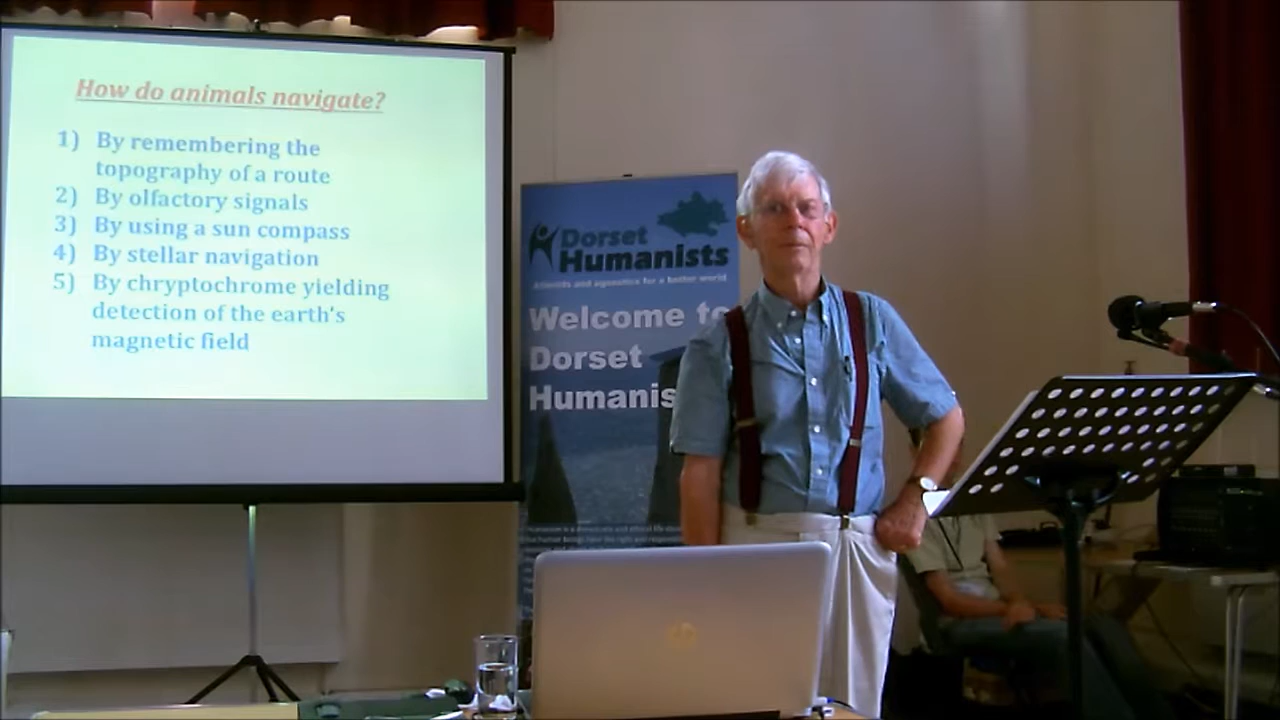 How do animals navigate?
1) By remembering the
topography of a route
2) By olfactory signals
3) By using a sun compass
4) By stellar navigation
5) By chryptochrome yielding
detection of the earth's
magnetic field
Dorset
Humanists
Atheists and agnostics for a better world
Welcome to
Dorset
Humanis
hp